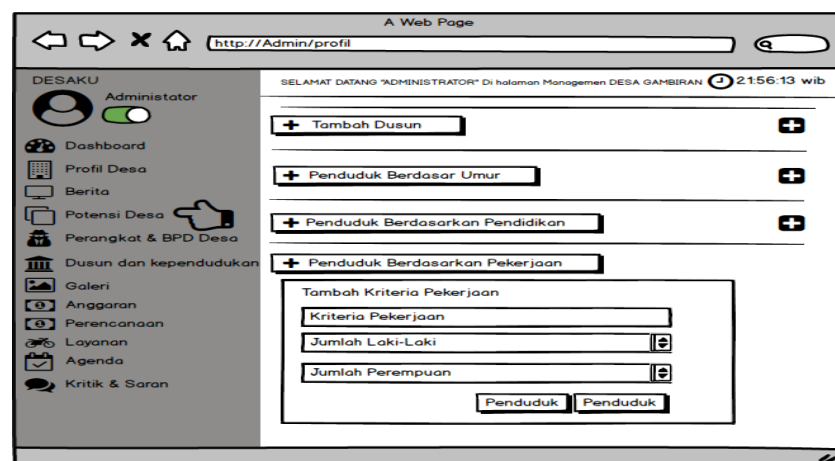 A Web Page
http://Admin/profil
DESAKU
Administator
SELAMAT DATANG "ADMINISTRATOR" Di halaman Managemen DESA GAMBIRAN
21:56:13 wib
Dashboard
Profil Desa
Berita
Potensi Desa
Perangkat & BPD Desa
Dusun dan kependudukan
Galeri
Anggaran
Perencanaan
Layanan
Agenda
Kritik & Saran
Tambah Dusun
Penduduk Berdasar Umur
Penduduk Berdasarkan Pendidikan
Penduduk Berdasarkan Pekerjaan
Tambah Kriteria Pekerjaan
Kriteria Pekerjaan
Jumlah Laki-Laki
Jumlah Perempuan
Penduduk Penduduk